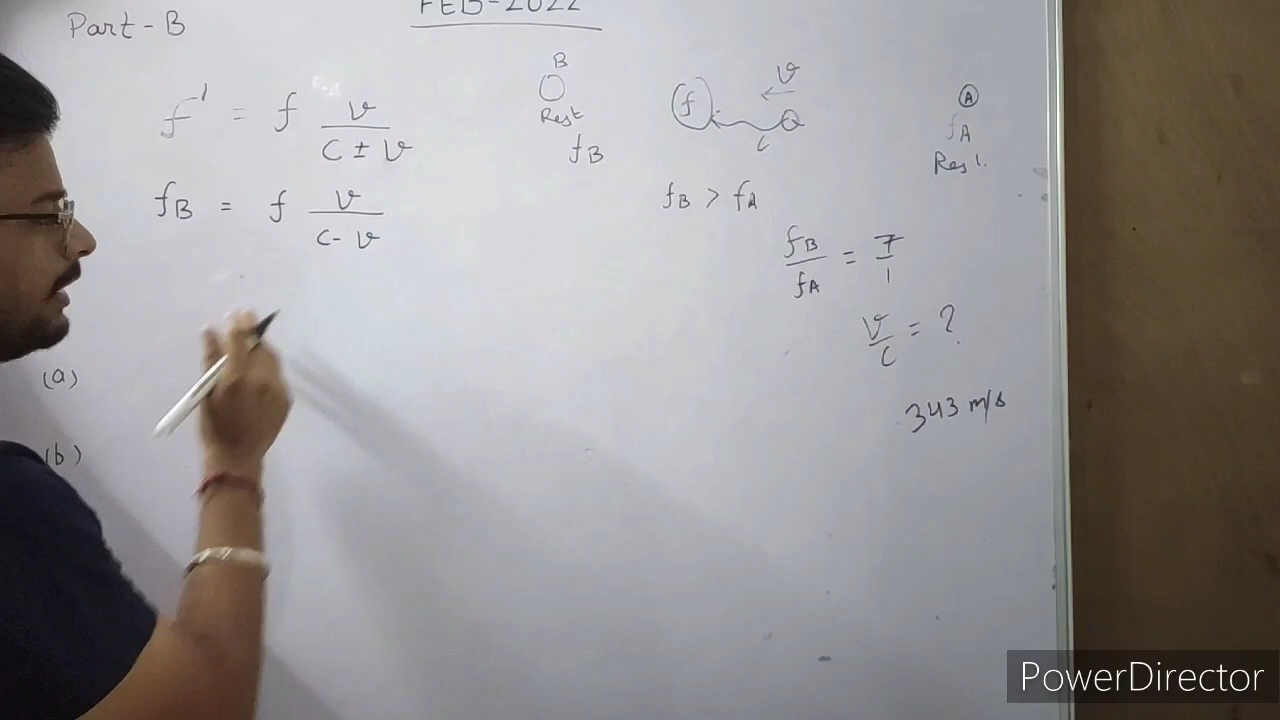 FEB-2022
Part-B
f' = f v / c ± v
B
Rest
fB
f
v
c
A
fA
Rest.
fB = f v / c - v
fB > fA
fB / fA = 7 / 1
v / c = ?
343 m/s
(a)
(b)
PowerDirector